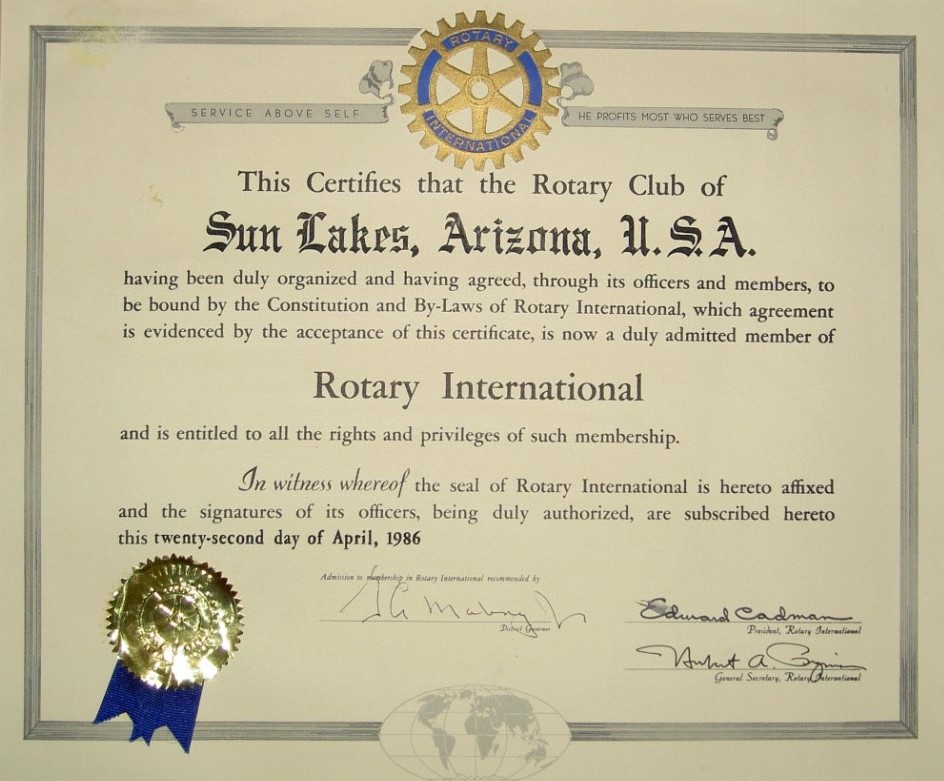 ROTARY
INTERNATIONAL
SERVICE ABOVE SELF
HE PROFITS MOST WHO SERVES BEST
This Certifies that the Rotary Club of
Sun Lakes, Arizona, U.S.A.
having been duly organized and having agreed, through its officers and members, to
be bound by the Constitution and By-Laws of Rotary International, which agreement
is evidenced by the acceptance of this certificate, is now a duly admitted member of
Rotary International
and is entitled to all the rights and privileges of such membership.
In witness whereof the seal of Rotary International is hereto affixed
and the signatures of its officers, being duly authorized, are subscribed hereto
this twenty-second day of April, 1986
Admission to membership in Rotary International recommended by
District Governor
Edward Cadman
President, Rotary International
General Secretary, Rotary International